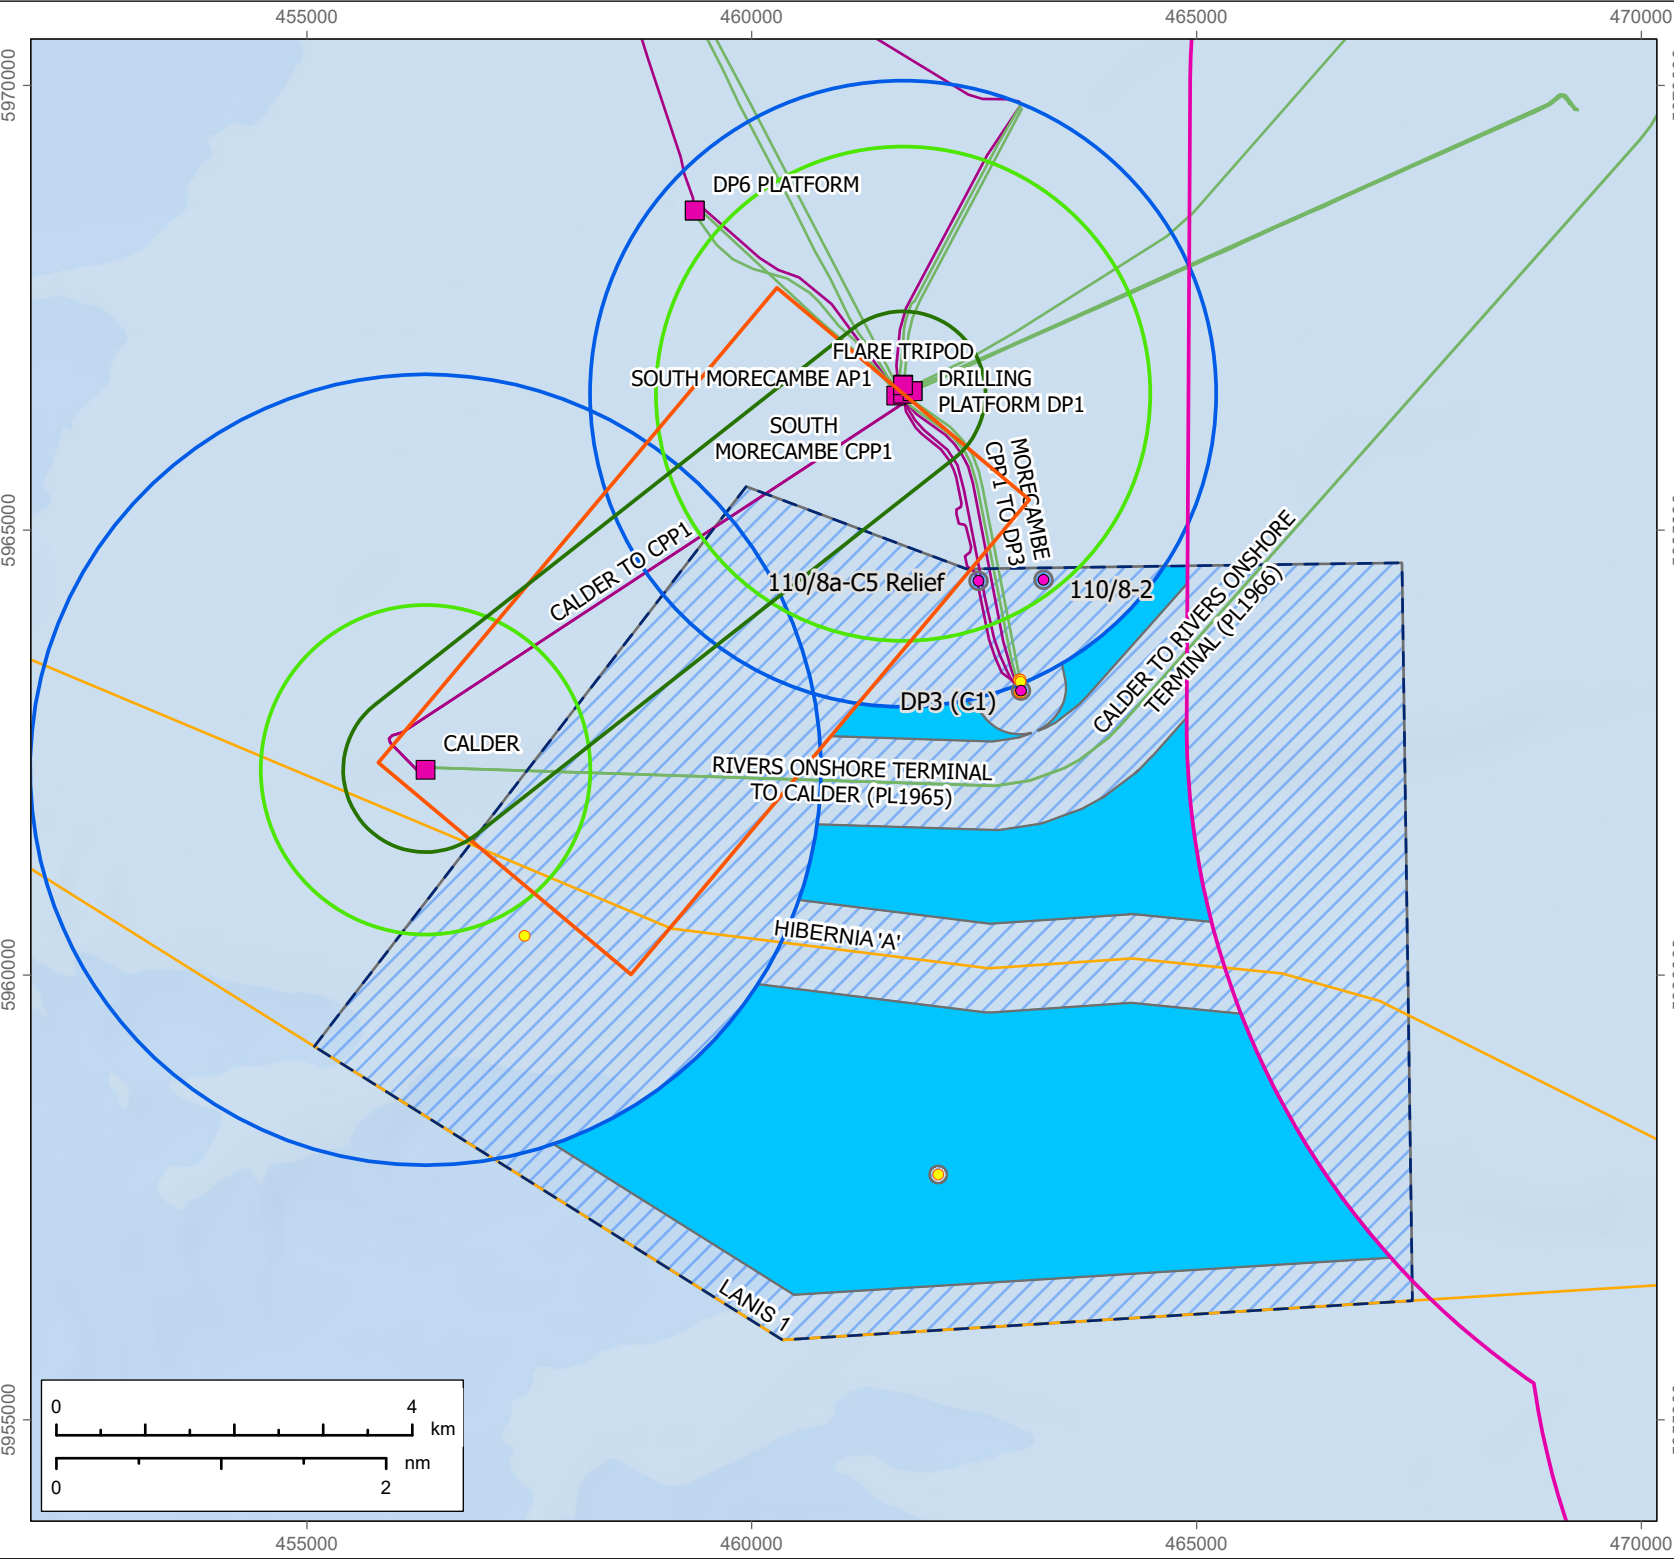 455000
460000
465000
470000
5970000
5965000
5960000
5955000
DP6 PLATFORM
FLARE TRIPOD
SOUTH MORECAMBE AP1
DRILLING
PLATFORM DP1
SOUTH
MORECAMBE CPP1
MORECAMBE
CPP1 TO DP3
CALDER TO CPP1
110/8a-C5 Relief
110/8-2
CALDER TO RIVERS ONSHORE
TERMINAL (PL1966)
DP3 (C1)
CALDER
RIVERS ONSHORE TERMINAL
TO CALDER (PL1965)
HIBERNIA 'A'
LANIS 1
0
4
km
nm
0
2
455000
460000
465000
470000